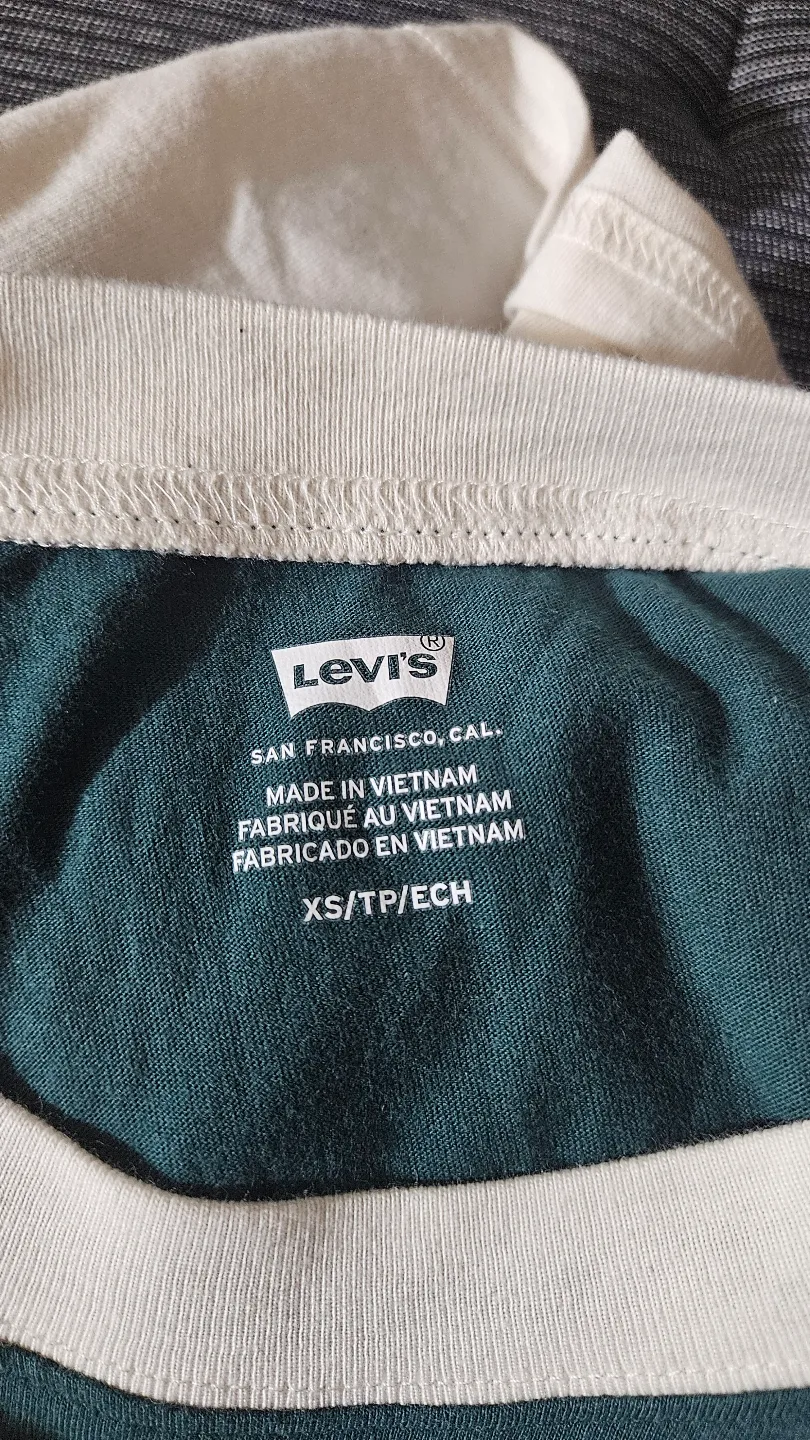 LEVI'S®
SAN FRANCISCO, CAL.
MADE IN VIETNAM
FABRIQUÉ AU VIETNAM
FABRICADO EN VIETNAM
XS/TP/ECH